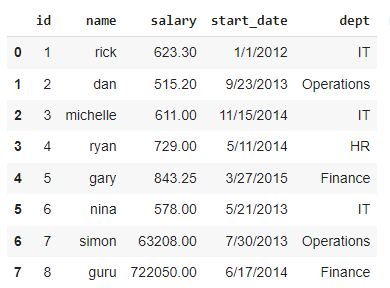 id name salary start_date dept
0 1 rick 623.30 1/1/2012 IT
1 2 dan 515.20 9/23/2013 Operations
2 3 michelle 611.00 11/15/2014 IT
3 4 ryan 729.00 5/11/2014 HR
4 5 gary 843.25 3/27/2015 Finance
5 6 nina 578.00 5/21/2013 IT
6 7 simon 63208.00 7/30/2013 Operations
7 8 guru 722050.00 6/17/2014 Finance